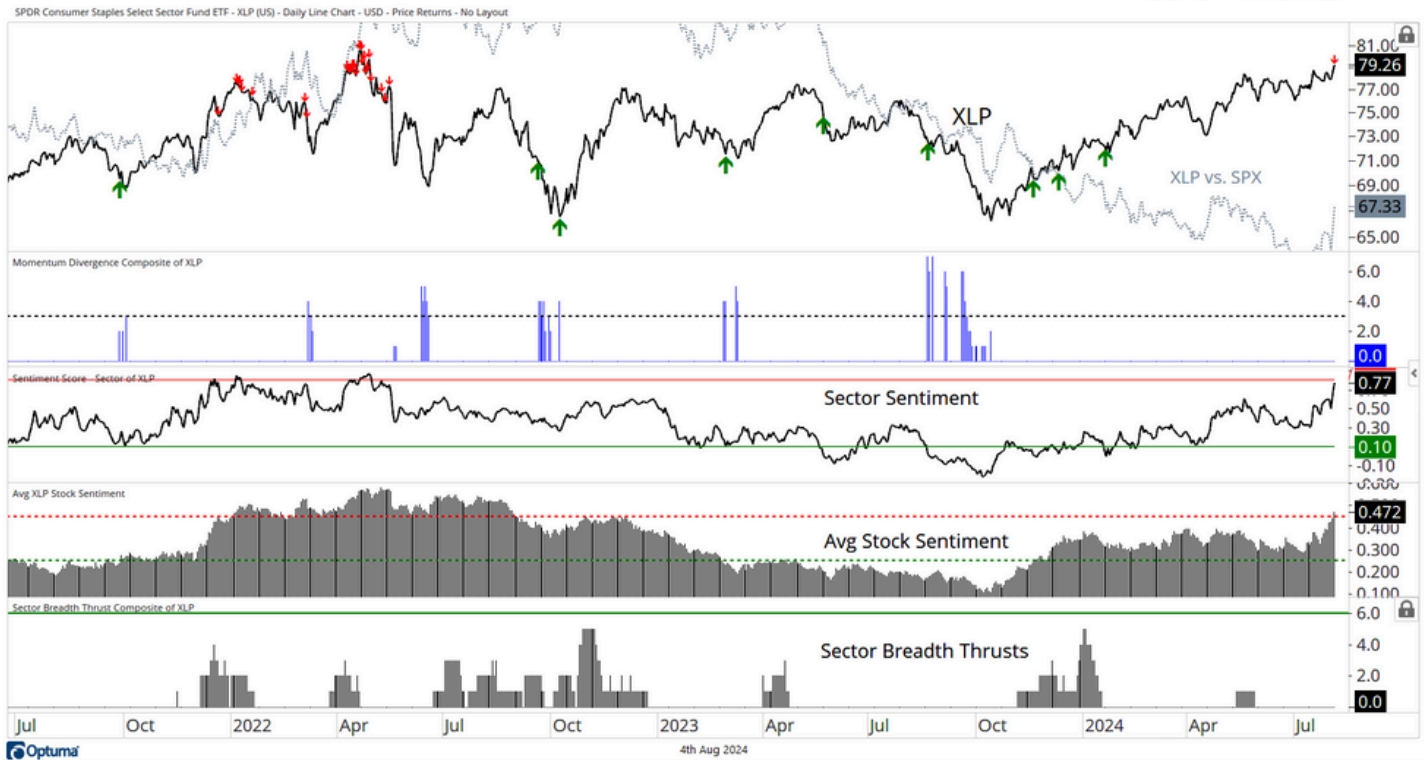 SPDR Consumer Staples Select Sector Fund ETF - XLP (US) - Daily Line Chart - USD - Price Returns - No Layout
81.00
79.26
77.00
75.00
XLP
73.00
71.00
69.00
XLP vs. SPX
67.33
65.00
Momentum Divergence Composite of XLP
6.0
4.0
2.0
0.0
Sentiment Score - Sector of XLP
0.77
Sector Sentiment
0.50
0.30
0.10
-0.10
Avg XLP Stock Sentiment
0.472
0.400
Avg Stock Sentiment
0.300
0.200
0.100
Sector Breadth Thrust Composite of XLP
6.0
4.0
Sector Breadth Thrusts
2.0
0.0
Jul Oct 2022 Apr Jul Oct 2023 Apr Jul Oct 2024 Apr Jul
Optuma
4th Aug 2024